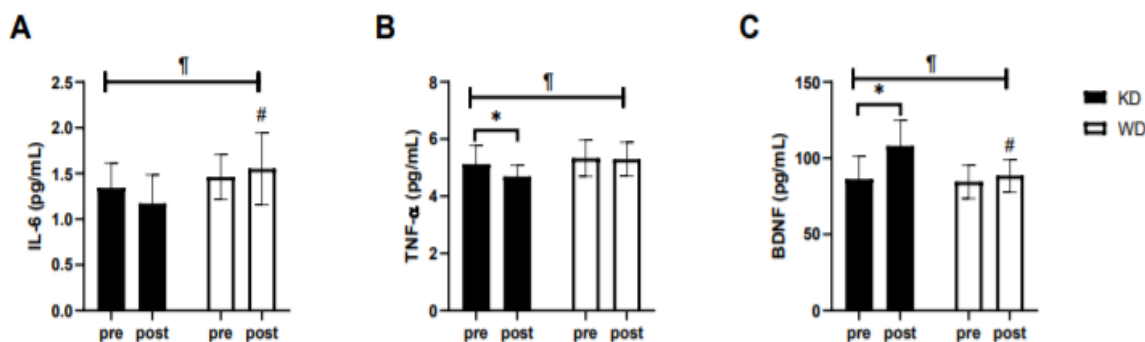 A
¶
#
IL-6 (pg/mL)
2.5
2.0
1.5
1.0
0.5
0.0
pre post pre post
B
¶
*
TNF-α (pg/mL)
8
6
4
2
0
pre post pre post
C
¶
*
#
BDNF (pg/mL)
150
100
50
0
pre post pre post
KD
WD